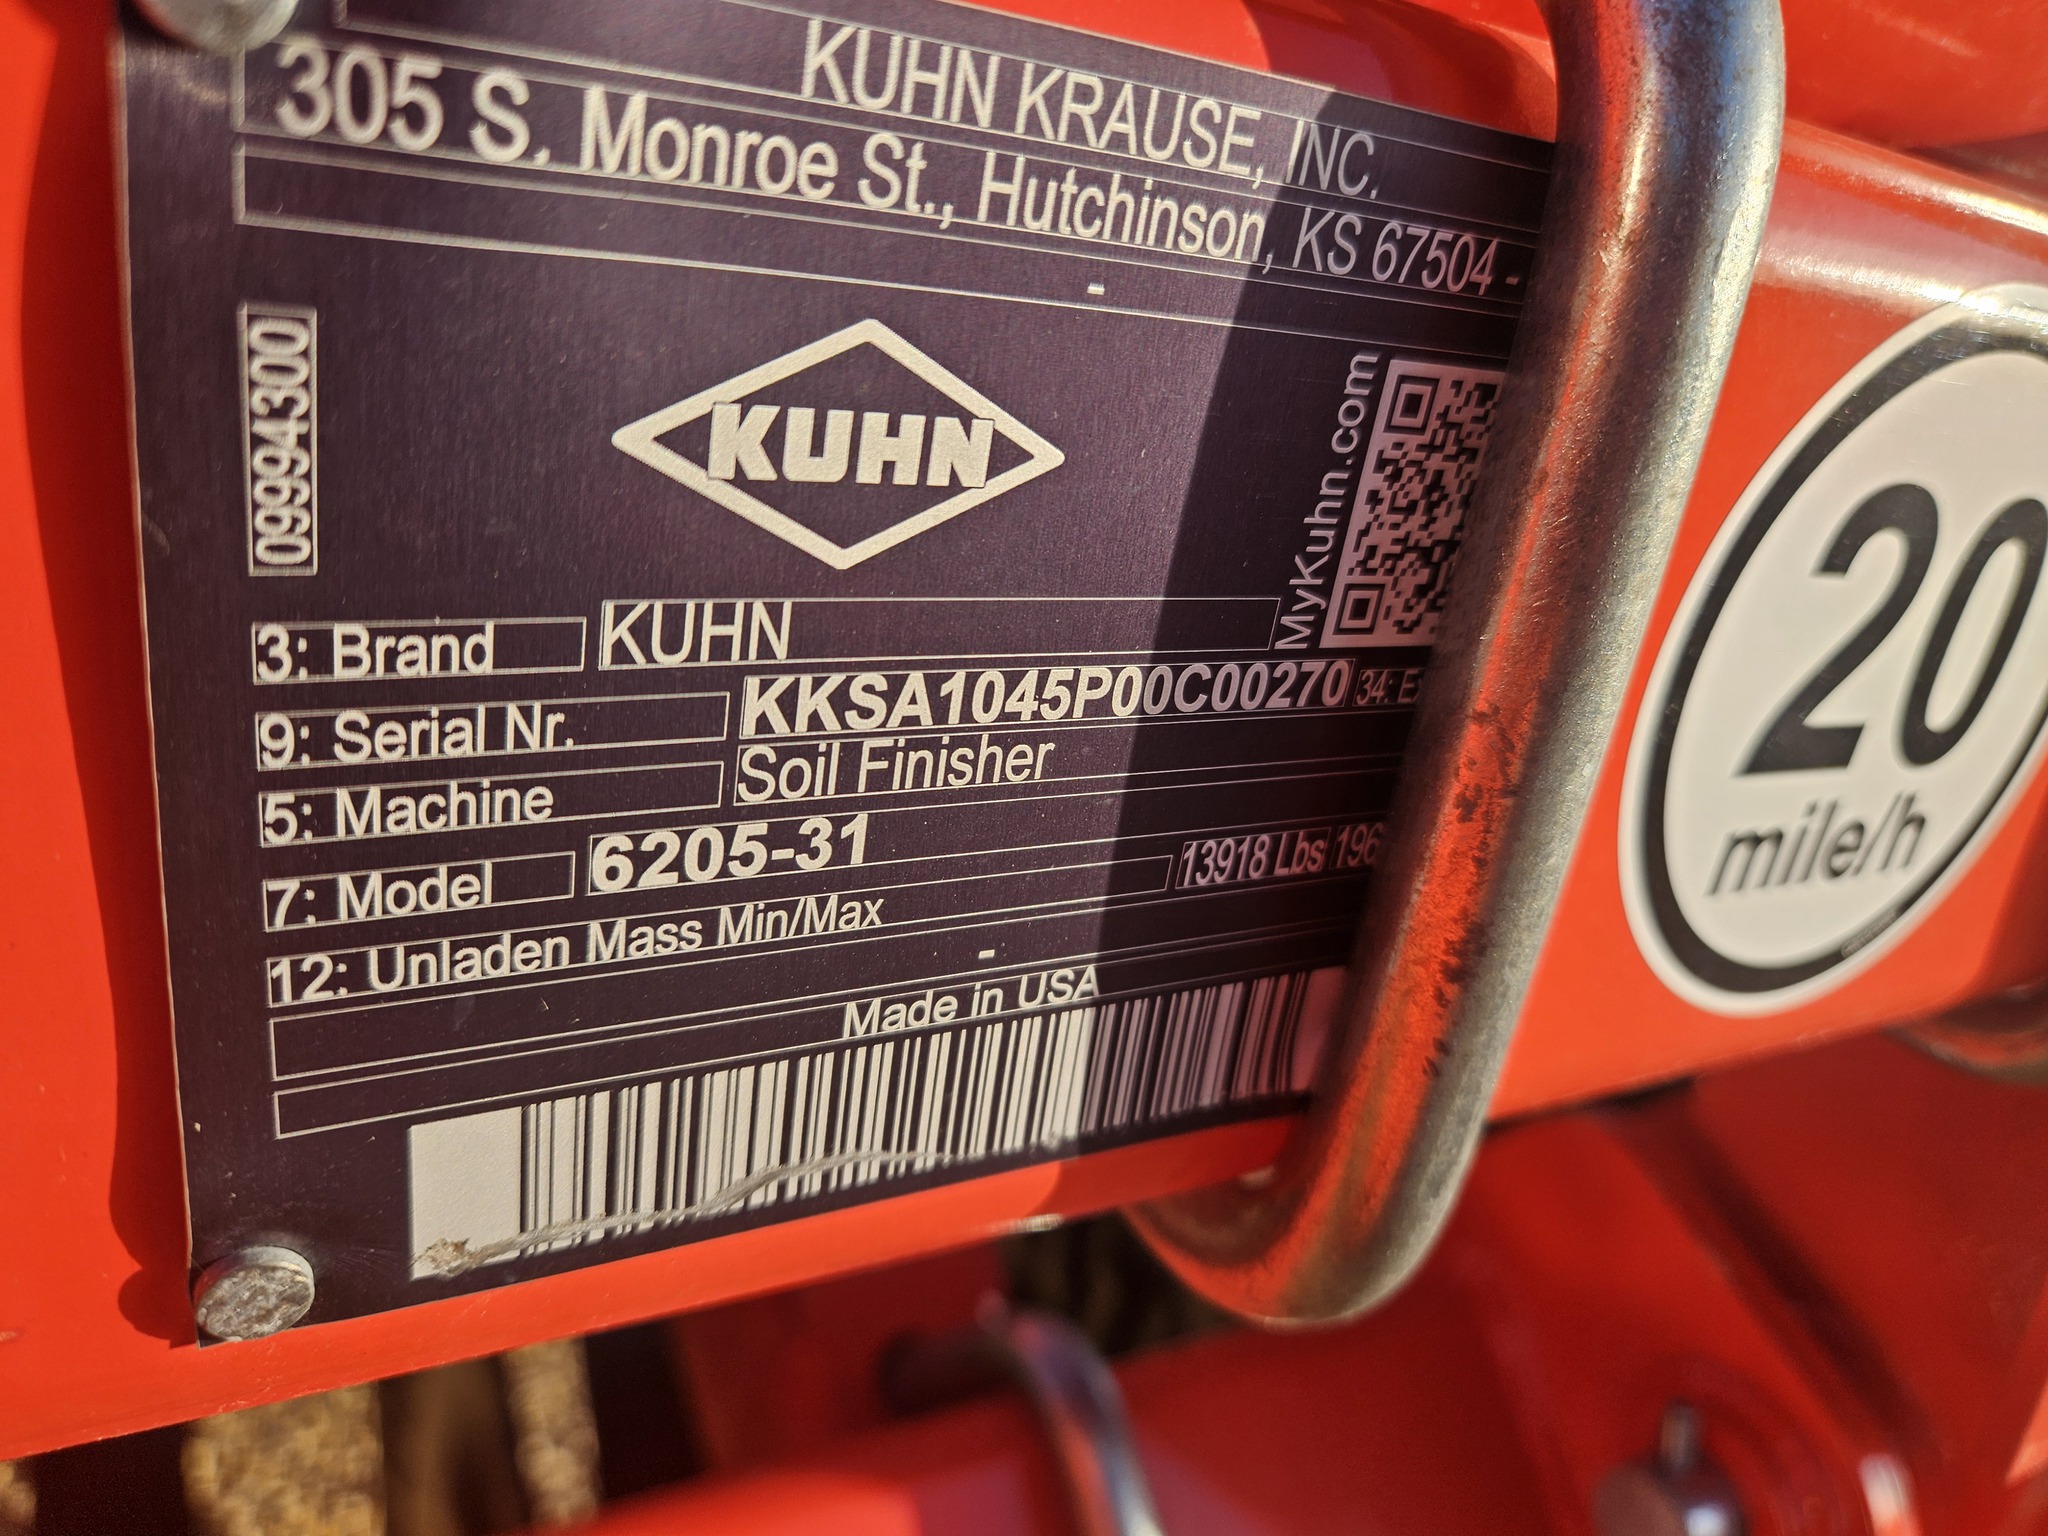 KUHN KRAUSE, INC.
305 S. Monroe St., Hutchinson, KS 67504 -
-
09994300
KUHN
MyKuhn.com
3: Brand KUHN
9: Serial Nr. KKSA1045P00C00270 34:
5: Machine Soil Finisher
7: Model 6205-31
12: Unladen Mass Min/Max 13918 Lbs
-
Made in USA
20
mile/h